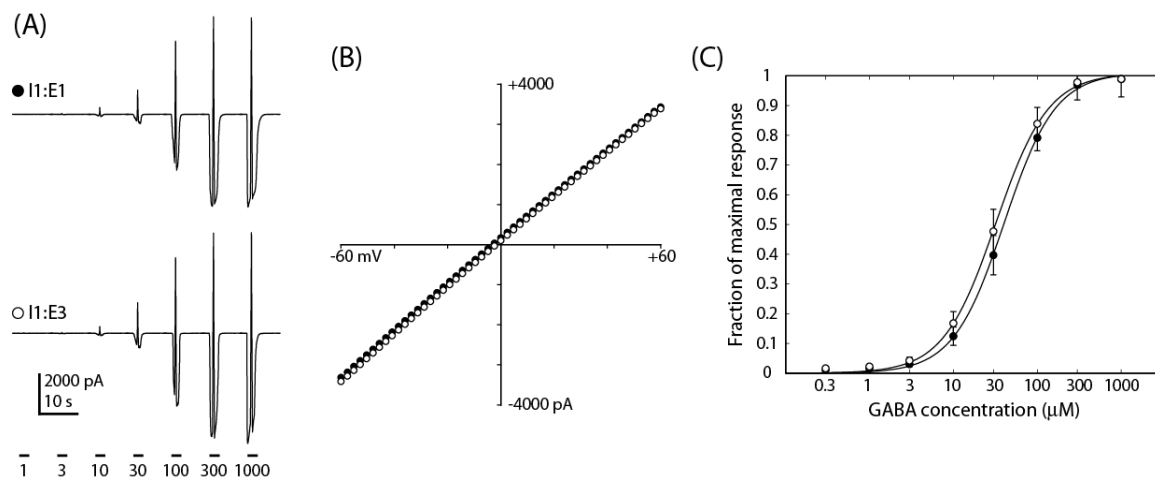 (A)
I1:E1
I1:E3
2000 pA
10 s
1 3 10 30 100 300 1000
(B)
+4000
-60 mV
+60
-4000 pA
(C)
Fraction of maximal response
1
0.9
0.8
0.7
0.6
0.5
0.4
0.3
0.2
0.1
0
0.3 1 3 10 30 100 300 1000
GABA concentration (μM)